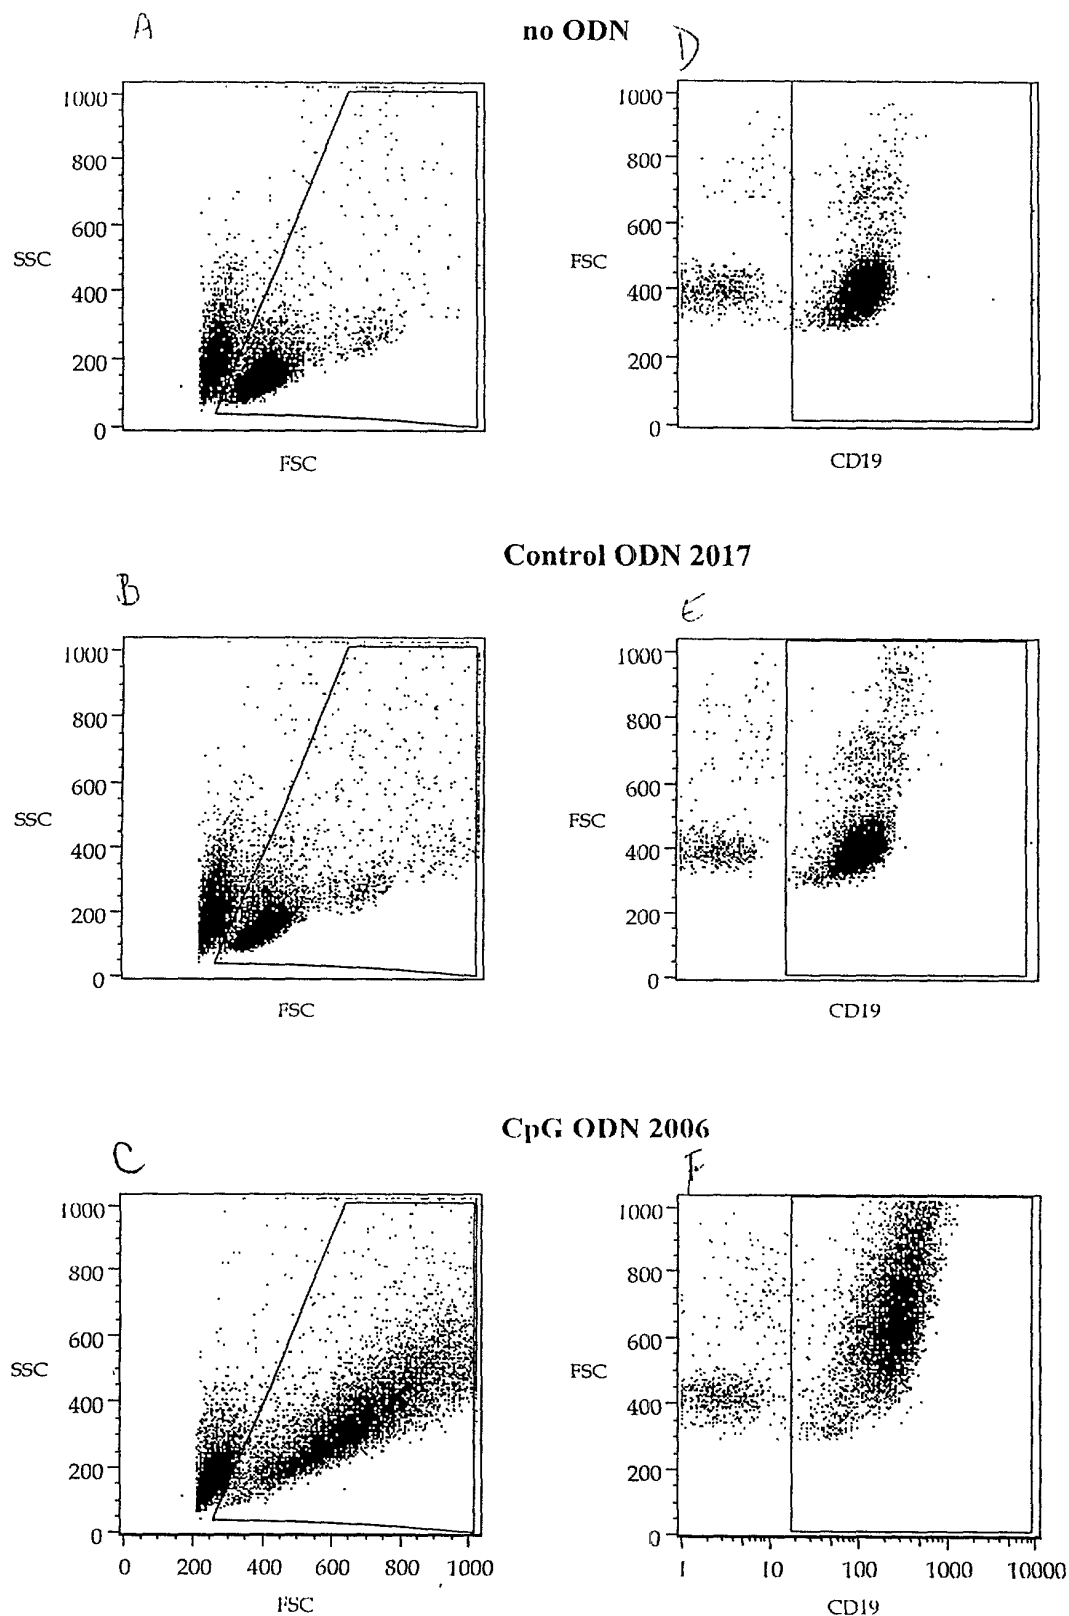 A
no ODN
D
1000
800
600
SSC
400
200
0
FSC
1000
800
600
FSC
400
200
0
CD19
Control ODN 2017
B
E
1000
800
600
SSC
400
200
0
FSC
1000
800
600
FSC
400
200
0
CD19
CpG ODN 2006
C
F
1000
800
600
SSC
400
200
0
0 200 400 600 800 1000
FSC
1000
800
600
FSC
400
200
0
1 10 100 1000 10000
CD19